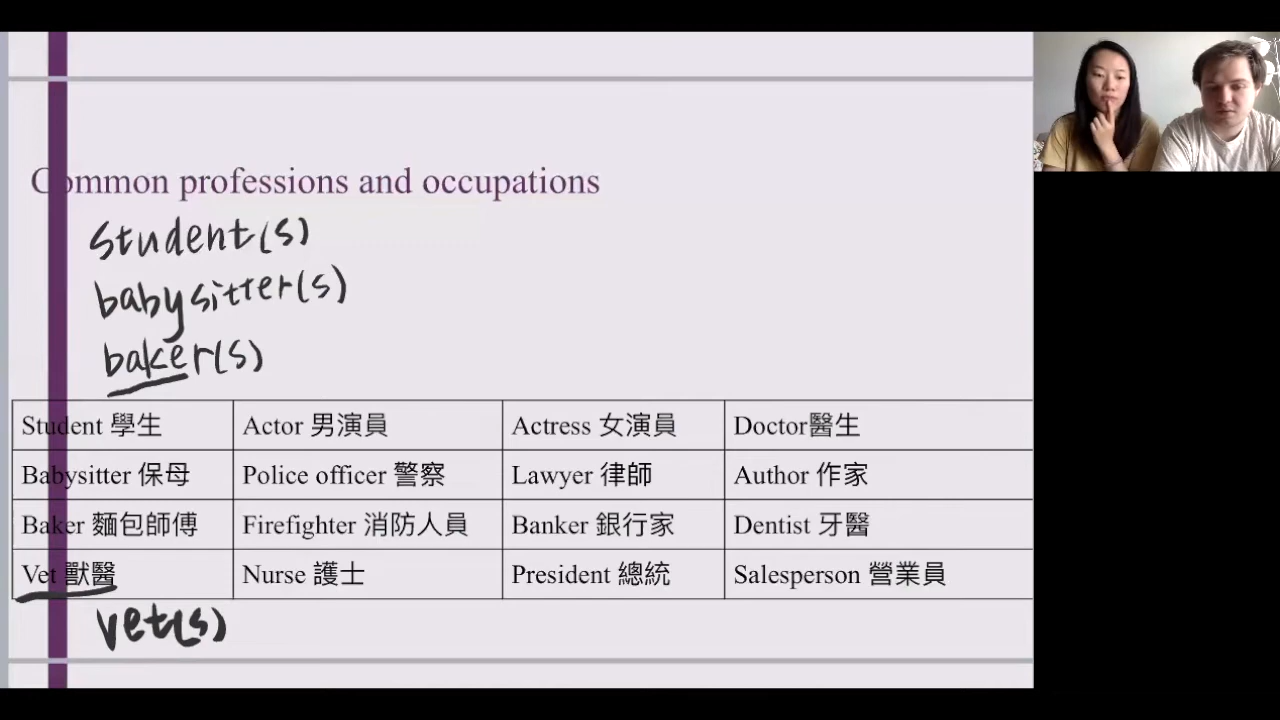 Common professions and occupations
student(s)
babysitter(s)
baker(s)
Student 學生 Actor 男演員 Actress 女演員 Doctor醫生
Babysitter 保母 Police officer 警察 Lawyer 律師 Author 作家
Baker 麵包師傅 Firefighter 消防人員 Banker 銀行家 Dentist 牙醫
Vet 獸醫 Nurse 護士 President 總統 Salesperson 營業員
vet(s)